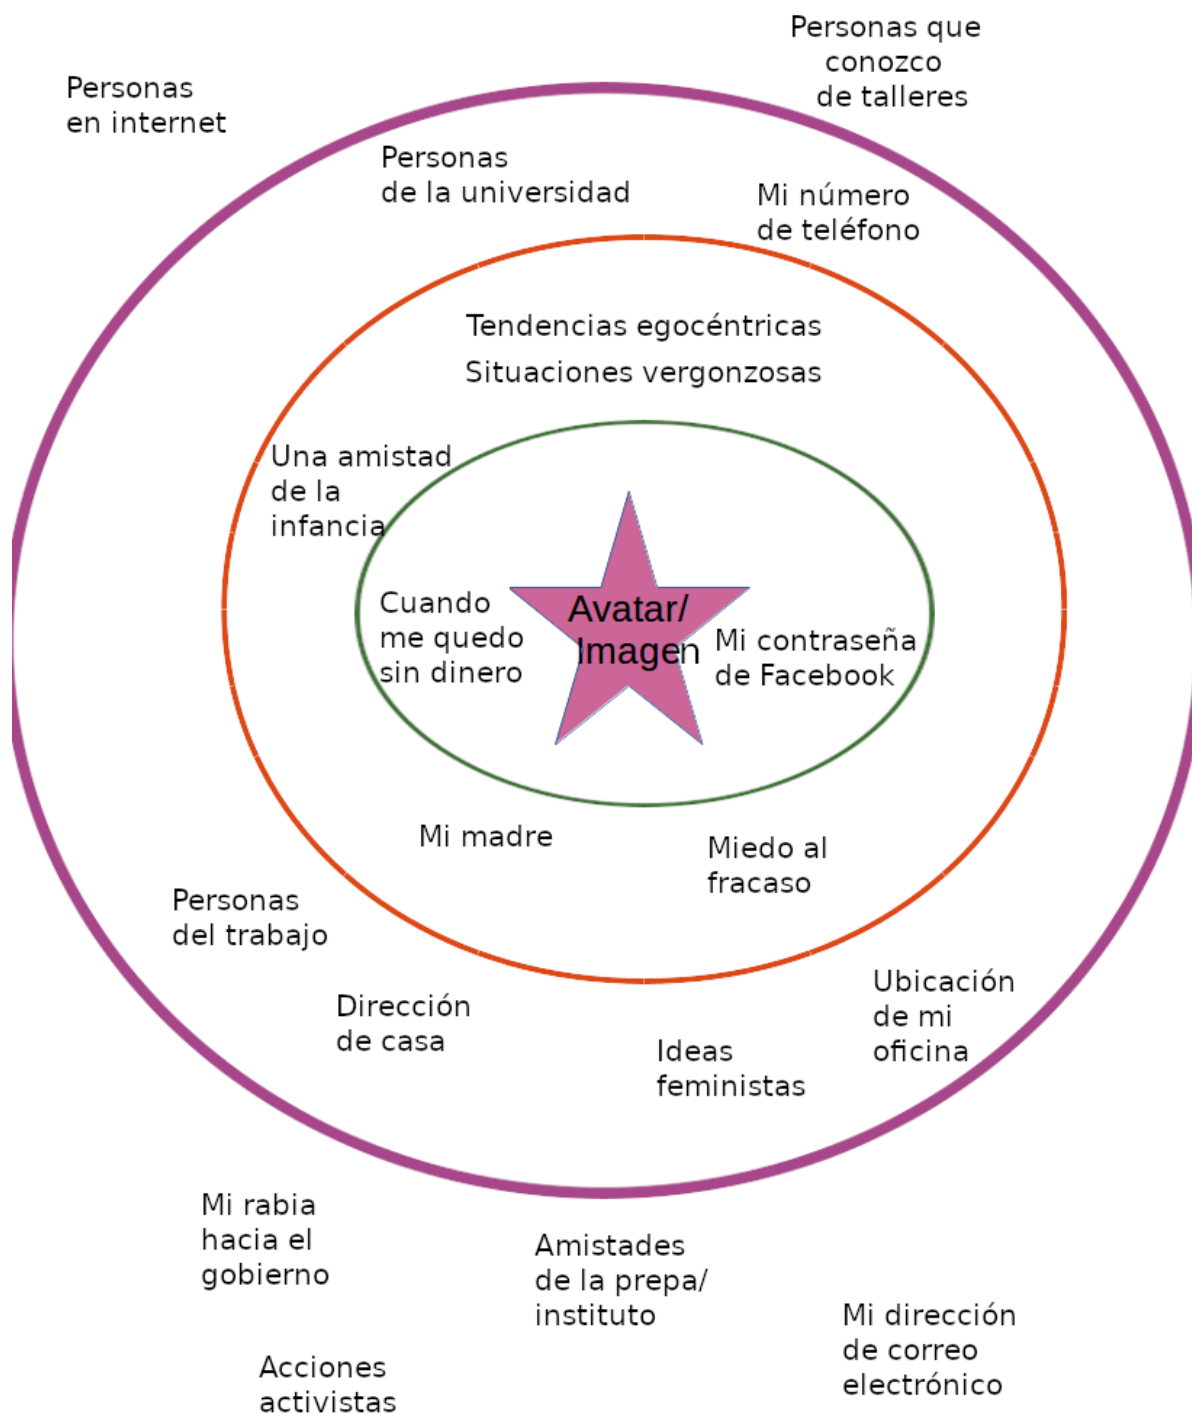 Personas que
conozco
de talleres
Personas
en internet
Personas
de la universidad
Mi número
de teléfono
Tendencias egocéntricas
Situaciones vergonzosas
Una amistad
de la
infancia
Cuando
me quedo
sin dinero
Avatar/
Imagen
Mi contraseña
de Facebook
Mi madre
Miedo al
fracaso
Personas
del trabajo
Dirección
de casa
Ideas
feministas
Ubicación
de mi
oficina
Mi rabia
hacia el
gobierno
Amistades
de la prepa/
instituto
Mi dirección
de correo
electrónico
Acciones
activistas